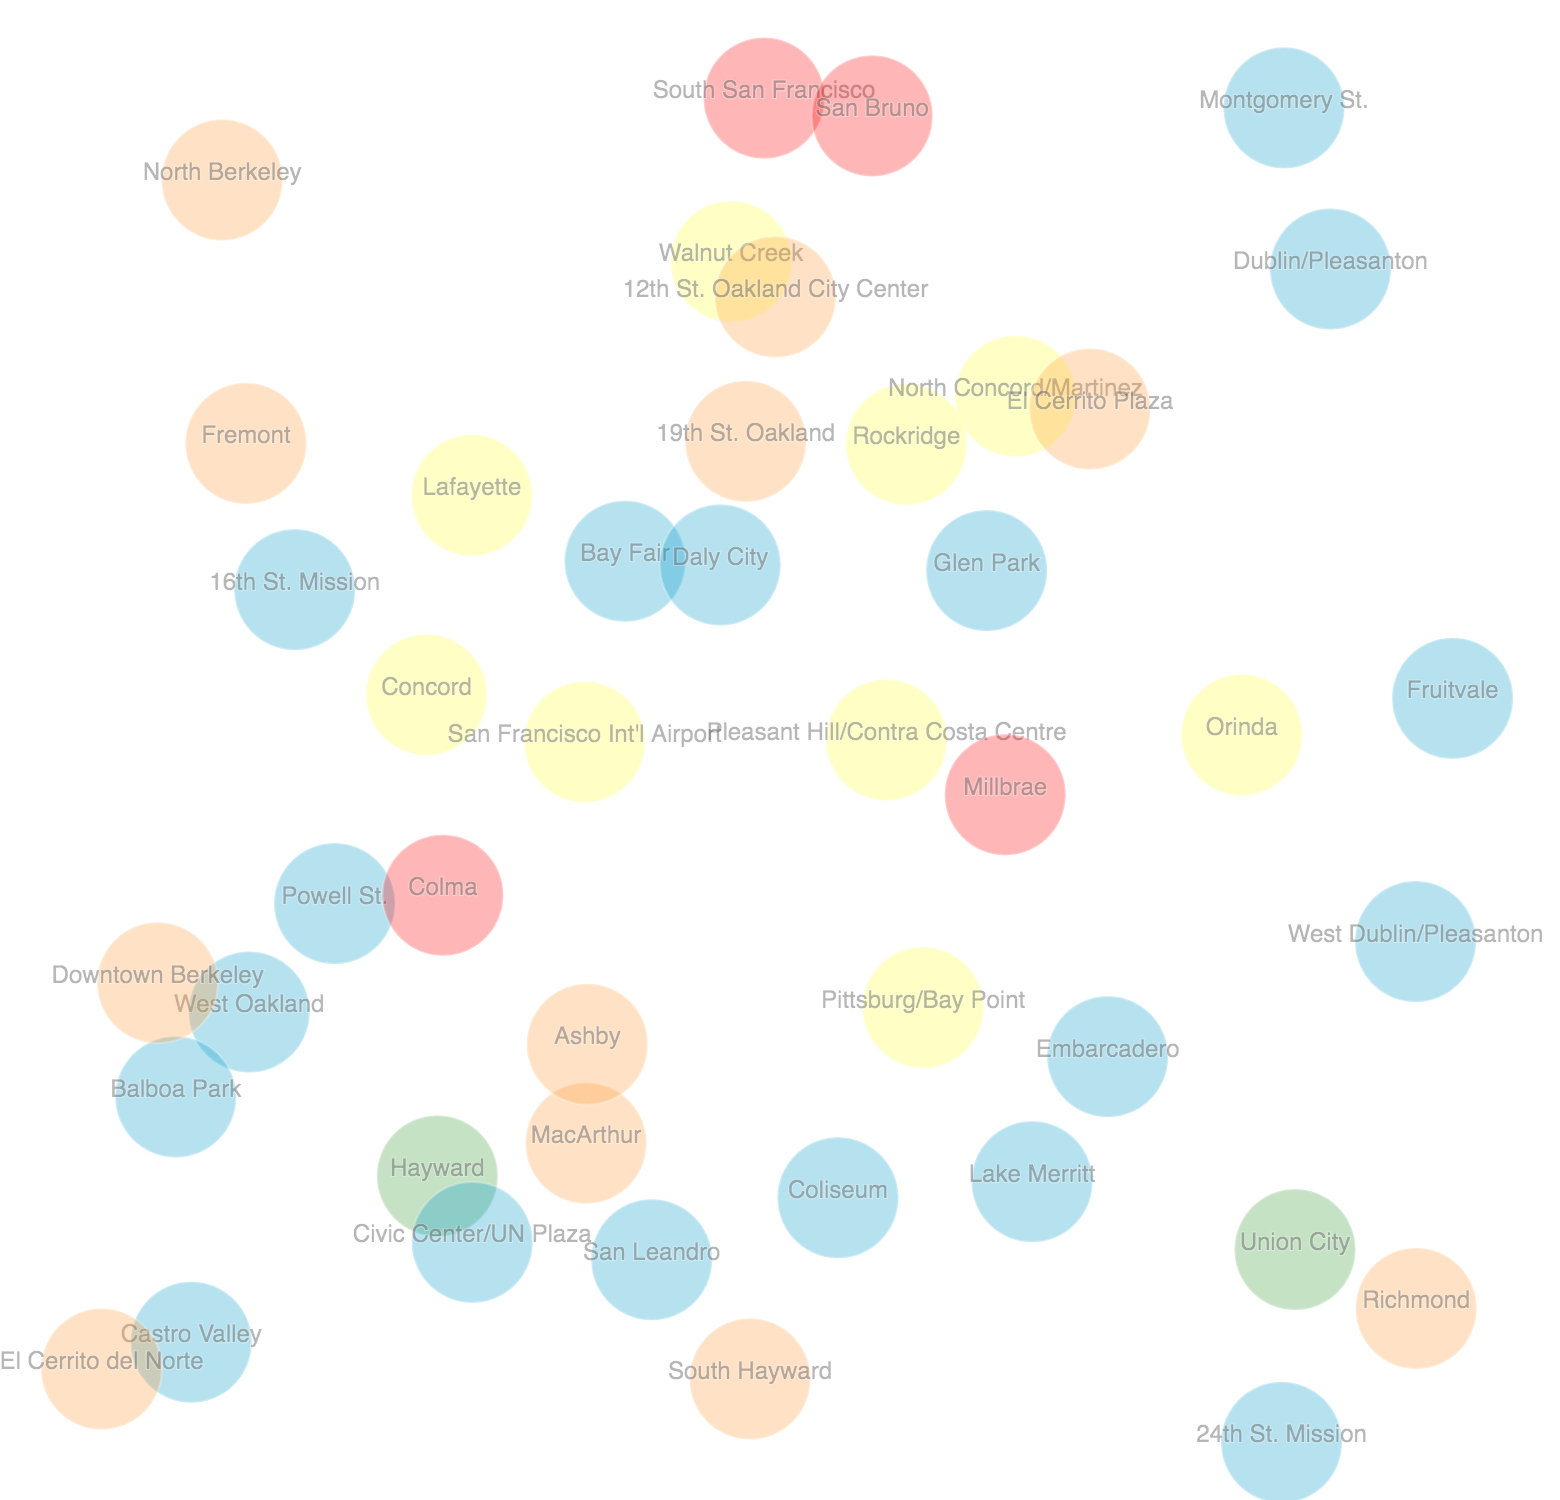 South San Francisco
San Bruno
Montgomery St.
North Berkeley
Walnut Creek
Dublin/Pleasanton
12th St. Oakland City Center
North Concord/Martinez
El Cerrito Plaza
Fremont
19th St. Oakland
Rockridge
Lafayette
Bay Fair
Daly City
Glen Park
16th St. Mission
Concord
San Francisco Int'l Airport
Pleasant Hill/Contra Costa Centre
Orinda
Fruitvale
Millbrae
Powell St.
Colma
West Dublin/Pleasanton
Downtown Berkeley
West Oakland
Pittsburg/Bay Point
Ashby
Embarcadero
Balboa Park
MacArthur
Hayward
Lake Merritt
Coliseum
Civic Center/UN Plaza
San Leandro
Union City
Richmond
Castro Valley
El Cerrito del Norte
South Hayward
24th St. Mission